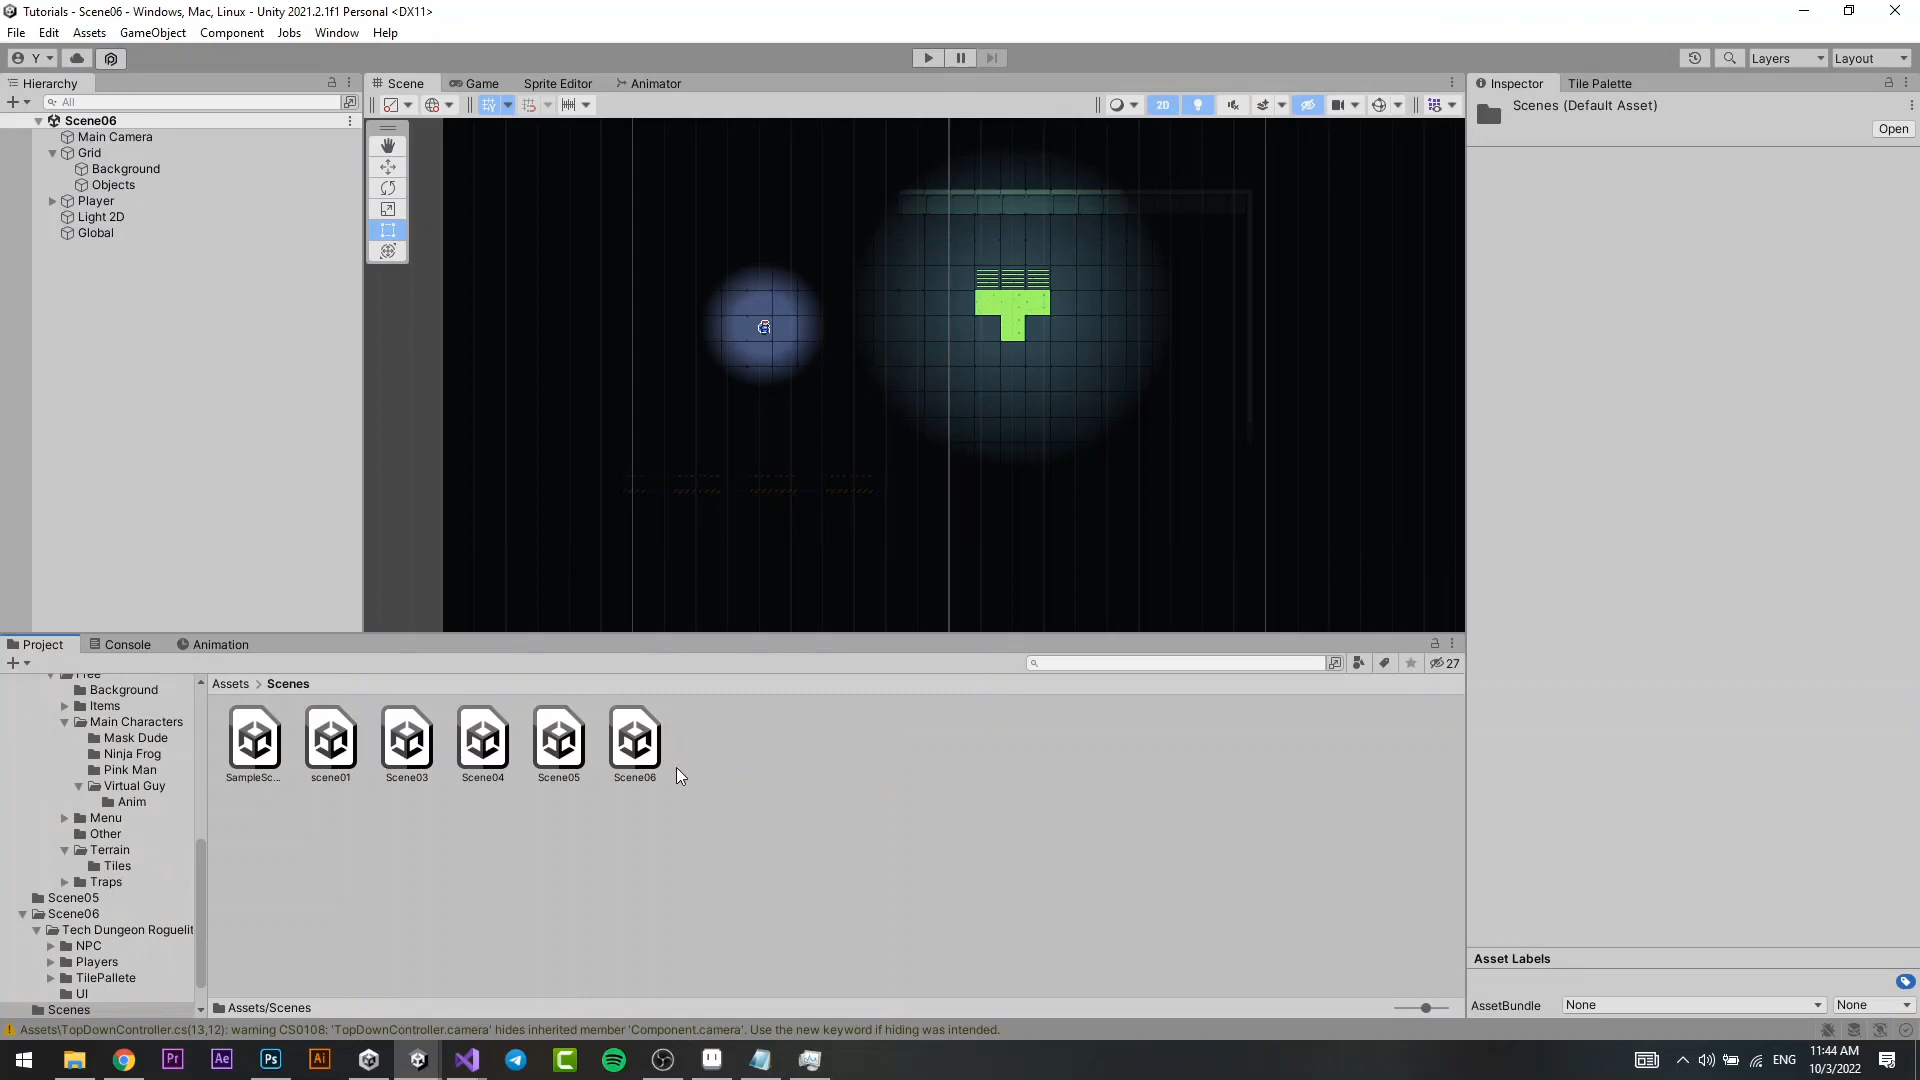 Tutorials - Scene06 - Windows, Mac, Linux - Unity 2021.2.1f1 Personal <DX11>
File Edit Assets GameObject Component Jobs Window Help
Y Layers Layout
Hierarchy Scene Game Sprite Editor Animator Inspector Tile Palette
All 2D Scenes (Default Asset)
Open
Scene06
Main Camera
Grid
Background
Objects
Player
Light 2D
Global
Project Console Animation
27
Free
Assets > Scenes
Background
Items
Main Characters
Mask Dude
Ninja Frog
Pink Man
Virtual Guy
Anim
Menu
Other
Terrain
Tiles
Traps
Scene05
Scene06
Tech Dungeon Roguelit
NPC
Players
TilePallete
UI
Scenes
SampleSc... scene01 Scene03 Scene04 Scene05 Scene06
Assets/Scenes
Asset Labels
AssetBundle None None
Assets\TopDownController.cs(13,12): warning CS0108: 'TopDownController.camera' hides inherited member 'Component.camera'. Use the new keyword if hiding was intended.
Pr Ae Ps Ai
ENG
11:44 AM
10/3/2022